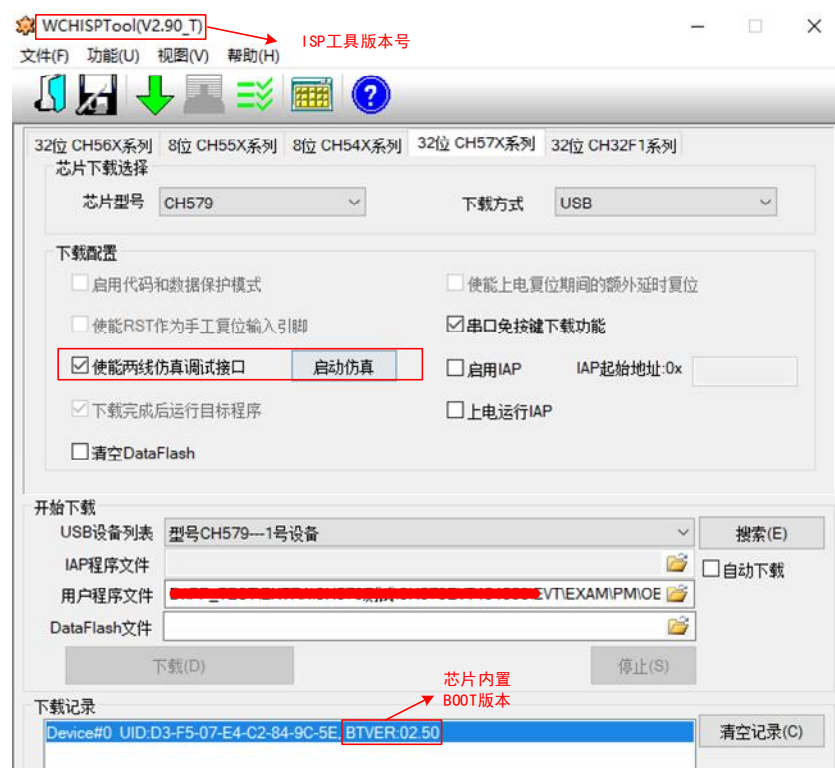 WCHISPTool(V2.90_T)
ISP工具版本号
文件(F) 功能(U) 视图(V) 帮助(H)
32位 CH56X系列 8位 CH55X系列 8位 CH54X系列 32位 CH57X系列 32位 CH32F1系列
芯片下载选择
芯片型号 CH579 下载方式 USB
下载配置
启用代码和数据保护模式 使能上电复位期间的额外延时复位
使能RST作为手工复位输入引脚 串口免按键下载功能
使能两线仿真调试接口 启动仿真 启用IAP IAP起始地址:0x
下载完成后运行目标程序 上电运行IAP
清空DataFlash
开始下载
USB设备列表 型号CH579---1号设备 搜索(E)
IAP程序文件 自动下载
用户程序文件 EVT\EXAM\PM\OB
DataFlash文件
下载(D) 停止(S)
芯片内置
BOOT版本
下载记录
Device#0 UID:D3-F5-07-E4-C2-84-9C-5E, BTVER:02.50 清空记录(C)